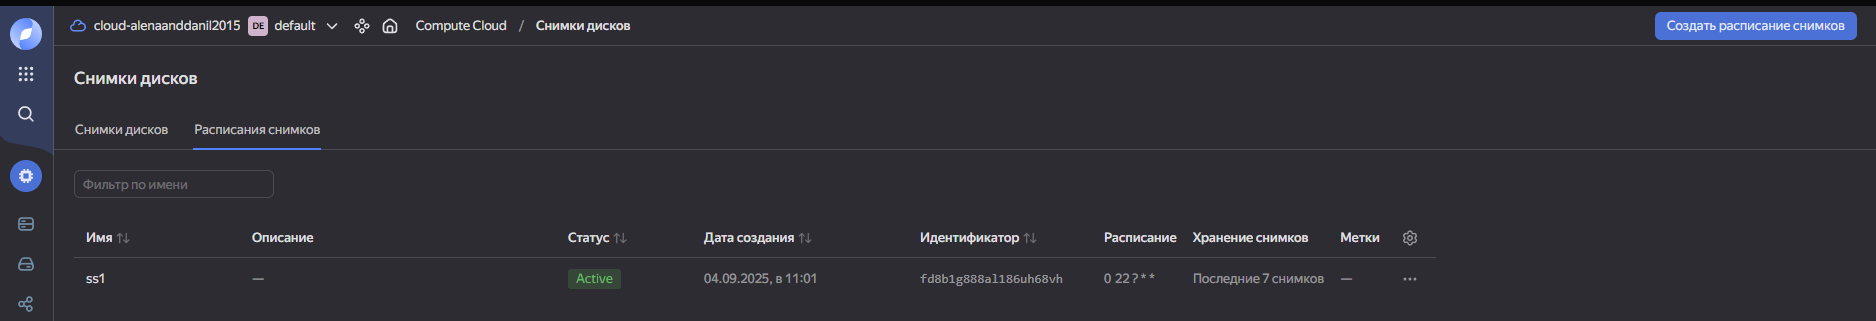 cloud-alenaanddanil2015 DE default Compute Cloud / Снимки дисков Создать расписание снимков
Снимки дисков
Снимки дисков Расписания снимков
Фильтр по имени
Имя Описание Статус Дата создания Идентификатор Расписание Хранение снимков Метки
ss1 — Active 04.09.2025, в 11:01 fd8b1g888al186uh68vh 0 22 ? * * Последние 7 снимков —